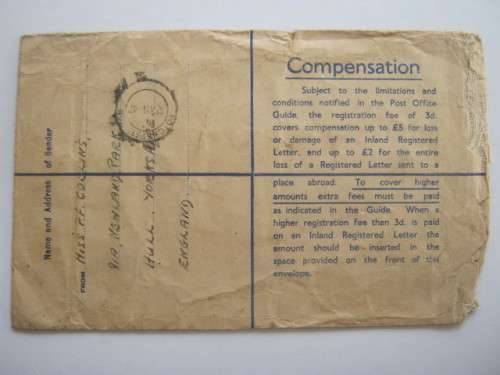 Compensation
Subject to the limitations and
conditions notified in the Post Office
Guide, the registration fee of 3d.
covers compensation up to £5 for loss
or damage of an Inland Registered
Letter, and up to £2 for the entire
loss of a Registered Letter sent to a
place abroad. To cover higher
amounts extra fees must be paid
as indicated in the Guide. When a
higher registration fee than 3d. is paid
on an Inland Registered Letter the
amount should be inserted in the
space provided on the front of this
envelope.
Name and Address of Sender
FROM MISS F.F. COLLINS,
PARK
HULL YORKSHIRE
ENGLAND